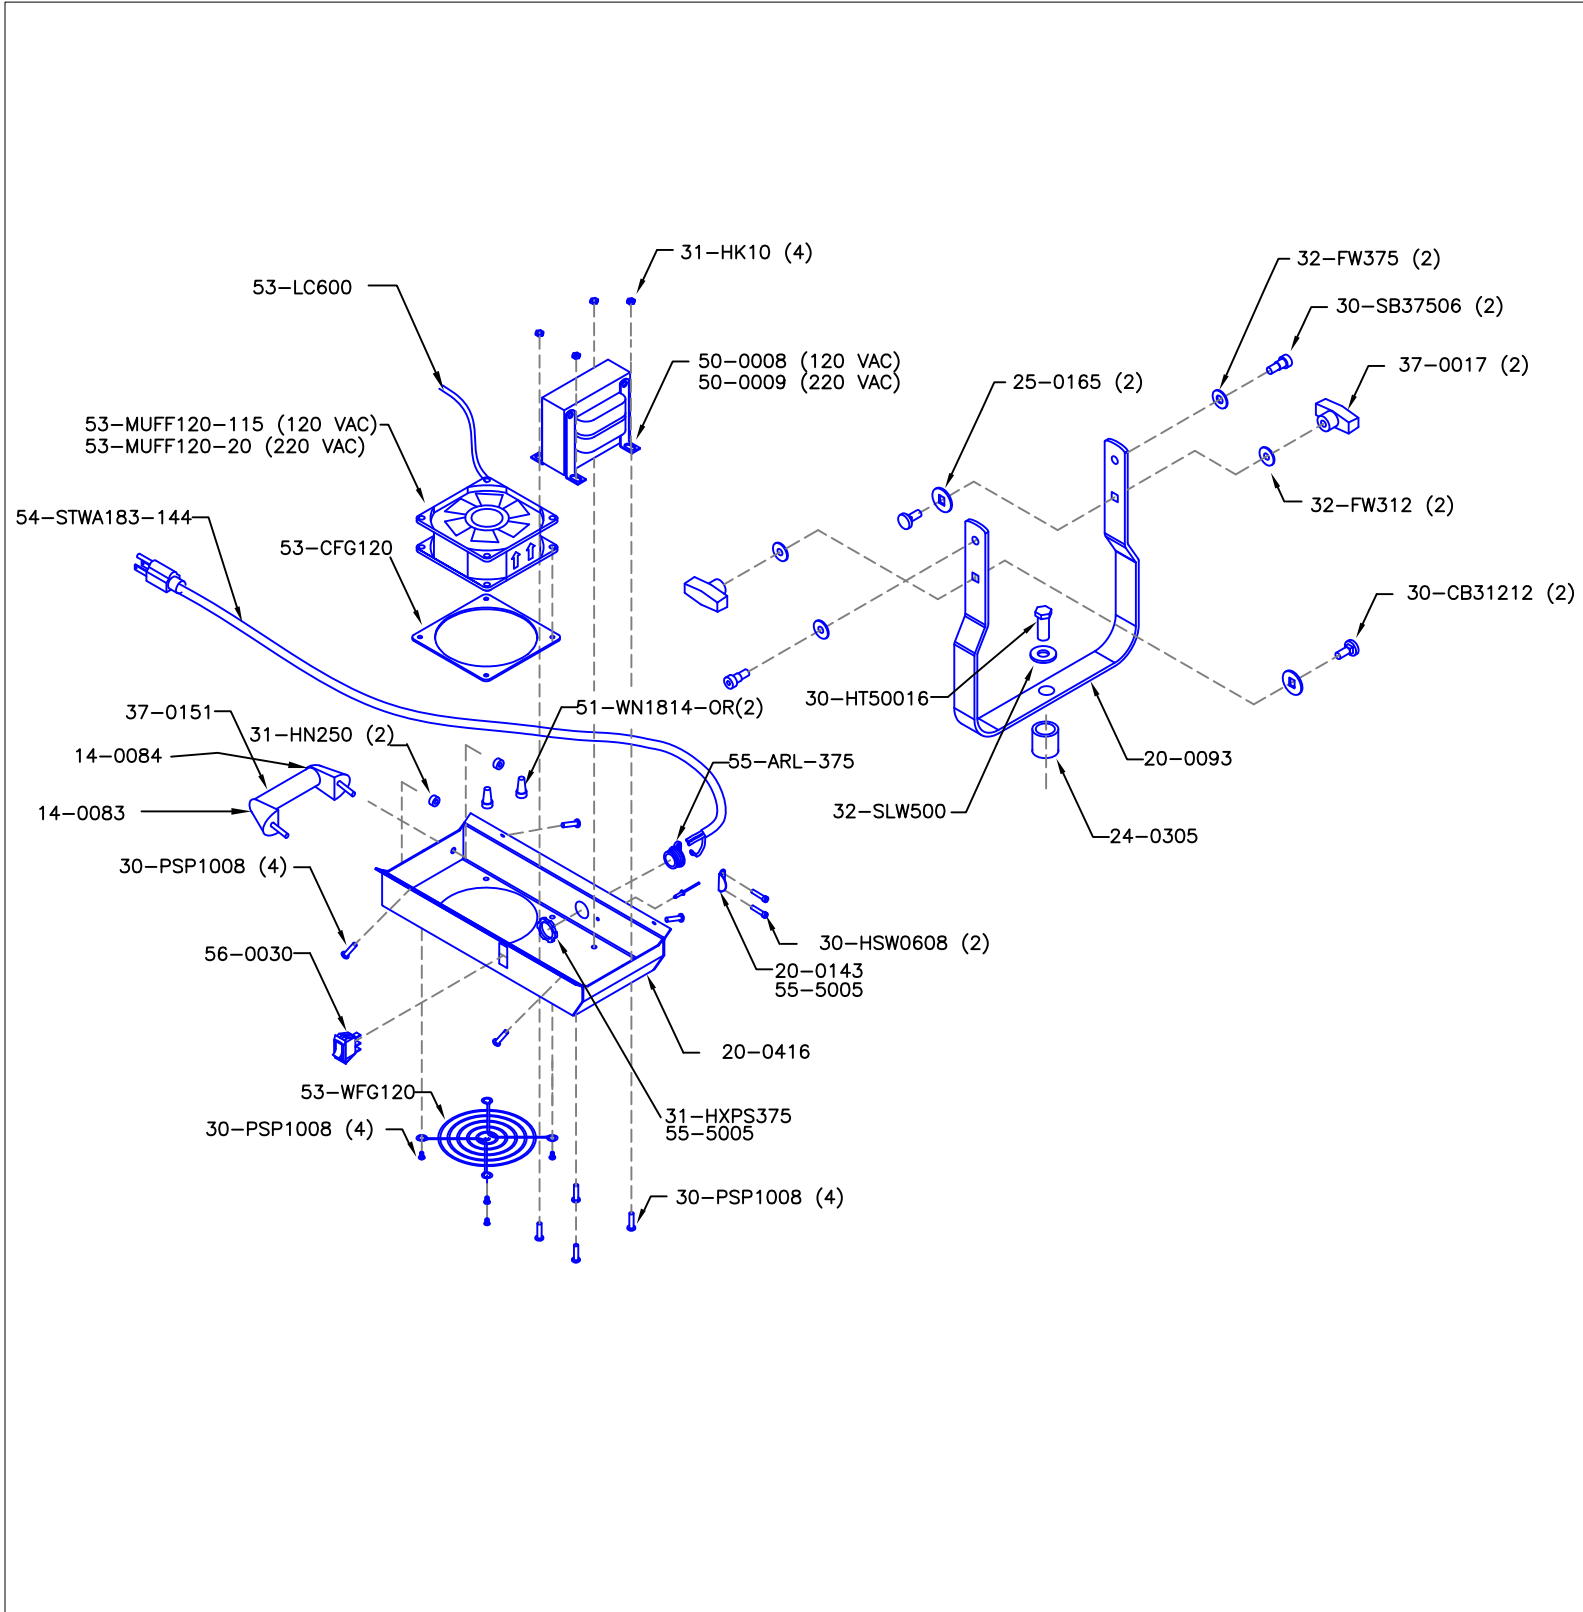 31-HK10 (4)
32-FW375 (2)
53-LC600
30-SB37506 (2)
50-0008 (120 VAC)
50-0009 (220 VAC)
37-0017 (2)
25-0165 (2)
53-MUFF120-115 (120 VAC)
53-MUFF120-20 (220 VAC)
32-FW312 (2)
54-STWA183-144
53-CFG120
30-CB31212 (2)
30-HT50016
37-0151
51-WN1814-OR(2)
31-HN250 (2)
14-0084
55-ARL-375
20-0093
14-0083
32-SLW500
24-0305
30-PSP1008 (4)
56-0030
30-HSW0608 (2)
20-0143
55-5005
20-0416
53-WFG120
31-HXPS375
55-5005
30-PSP1008 (4)
30-PSP1008 (4)